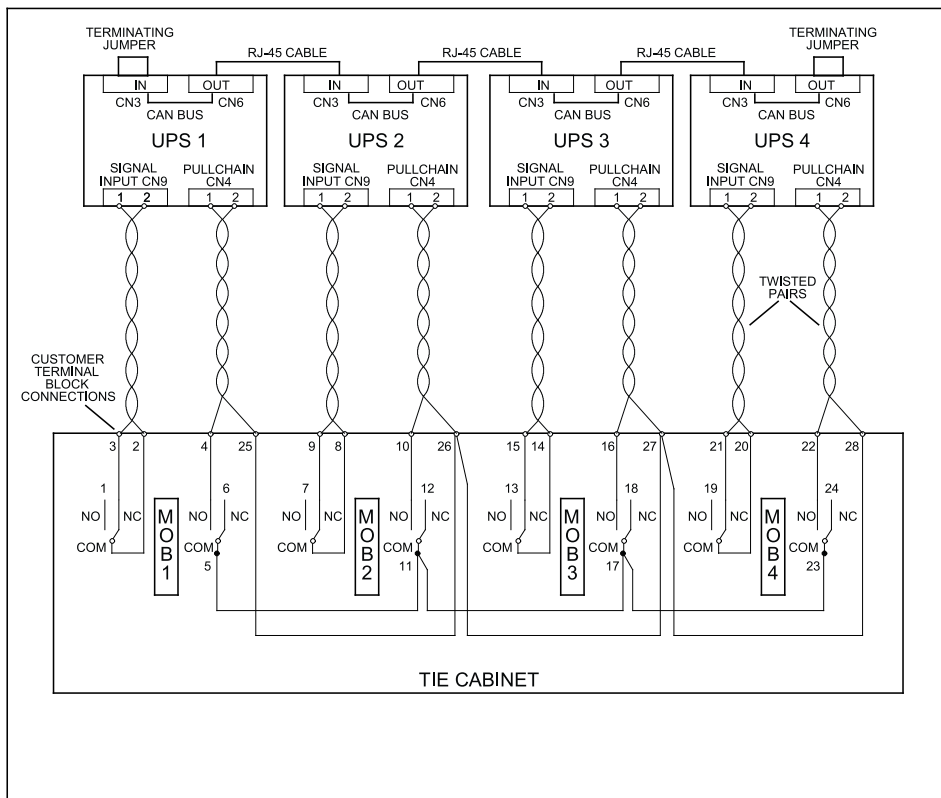 TERMINATING
JUMPER
RJ-45 CABLE
RJ-45 CABLE
RJ-45 CABLE
TERMINATING
JUMPER
IN OUT IN OUT IN OUT IN OUT
CN3 CN6 CN3 CN6 CN3 CN6 CN3 CN6
CAN BUS CAN BUS CAN BUS CAN BUS
UPS 1 UPS 2 UPS 3 UPS 4
SIGNAL PULLCHAIN SIGNAL PULLCHAIN SIGNAL PULLCHAIN SIGNAL PULLCHAIN
INPUT CN9 CN4 INPUT CN9 CN4 INPUT CN9 CN4 INPUT CN9 CN4
1 2 1 2 1 2 1 2 1 2 1 2 1 2 1 2
TWISTED
PAIRS
CUSTOMER
TERMINAL
BLOCK
CONNECTIONS
3 2 4 25 9 8 10 26 15 14 16 27 21 20 22 28
1 6 7 12 13 18 19 24
NO NC NO NC NO NC NO NC NO NC NO NC NO NC NO NC
COM COM COM COM COM COM COM COM
MOB1 MOB2 MOB3 MOB4
5 11 17 23
TIE CABINET